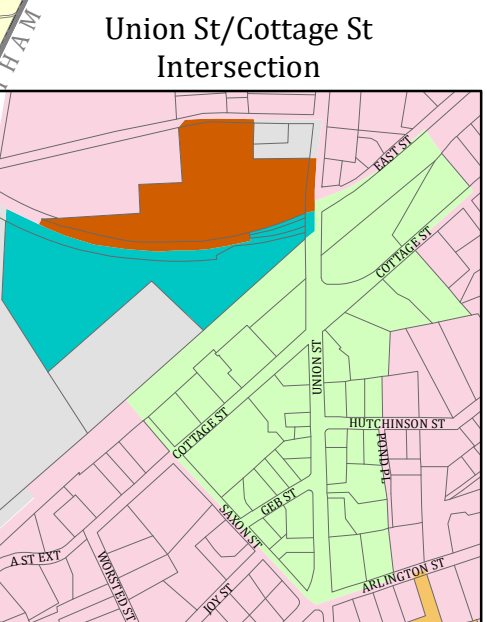 THAM
Union St/Cottage St
Intersection
EAST ST
COTTAGE ST
UNION ST
COTTAGE ST
HUTCHINSON ST
POND PL
GEB ST
SAXON ST
A ST EXT
WORSTED ST
JOY ST
ARLINGTON ST